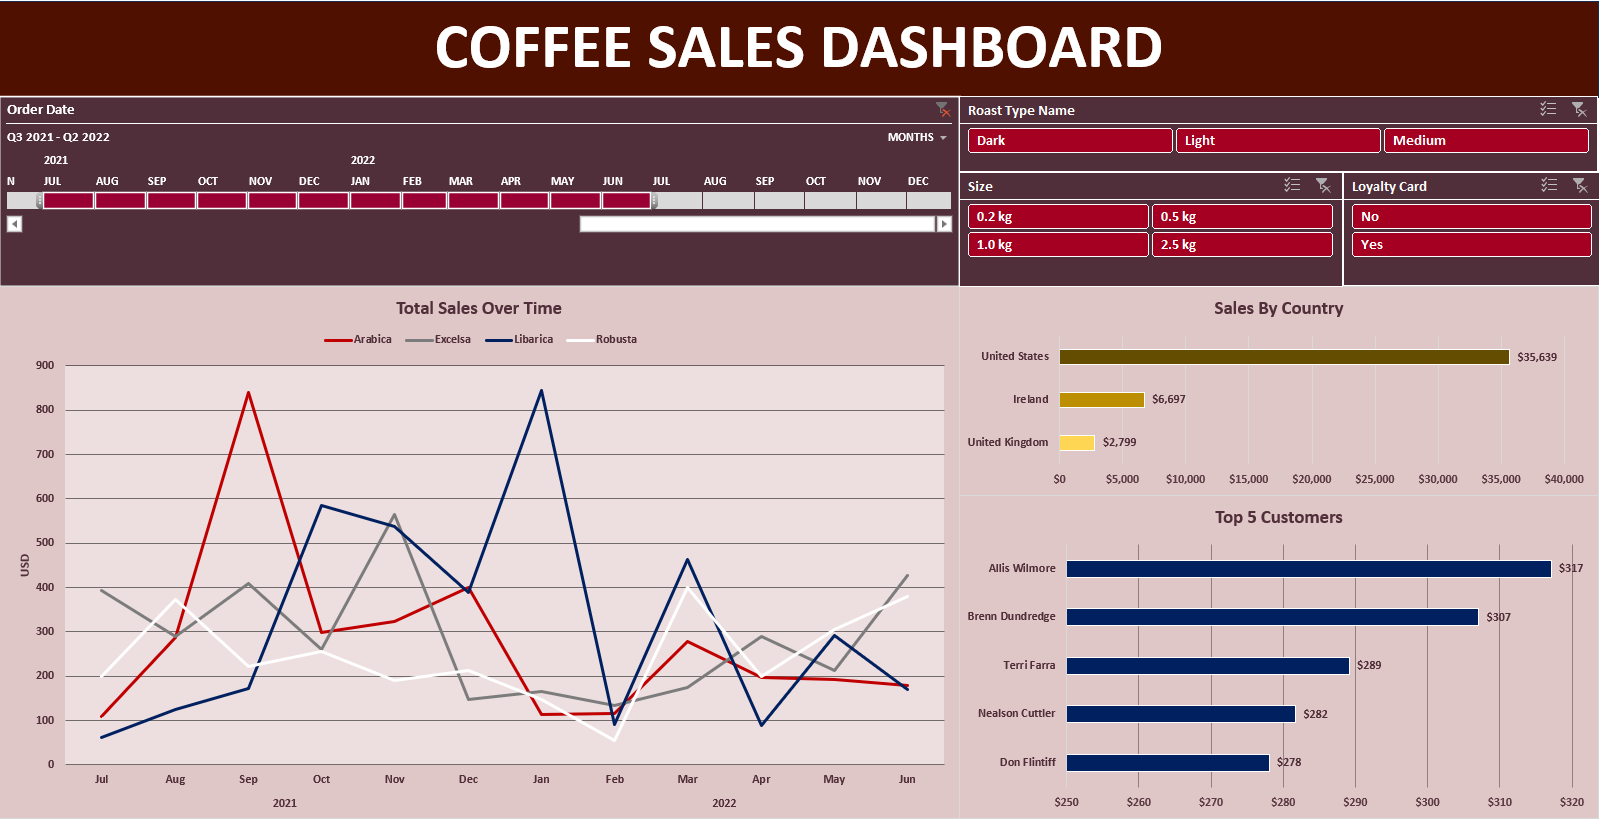 COFFEE SALES DASHBOARD
Order Date
Q3 2021 - Q2 2022
MONTHS
2021 2022
N JUL AUG SEP OCT NOV DEC JAN FEB MAR APR MAY JUN JUL AUG SEP OCT NOV DEC
Roast Type Name
Dark Light Medium
Size
0.2 kg 0.5 kg
1.0 kg 2.5 kg
Loyalty Card
No
Yes
Total Sales Over Time
Arabica Excelsa Libarica Robusta
900
800
700
600
500
400
300
200
100
0
USD
Jul Aug Sep Oct Nov Dec Jan Feb Mar Apr May Jun
2021 2022
Sales By Country
United States $35,639
Ireland $6,697
United Kingdom $2,799
$0 $5,000 $10,000 $15,000 $20,000 $25,000 $30,000 $35,000 $40,000
Top 5 Customers
Allis Wilmore $317
Brenn Dundredge $307
Terri Farra $289
Nealson Cuttler $282
Don Flintiff $278
$250 $260 $270 $280 $290 $300 $310 $320